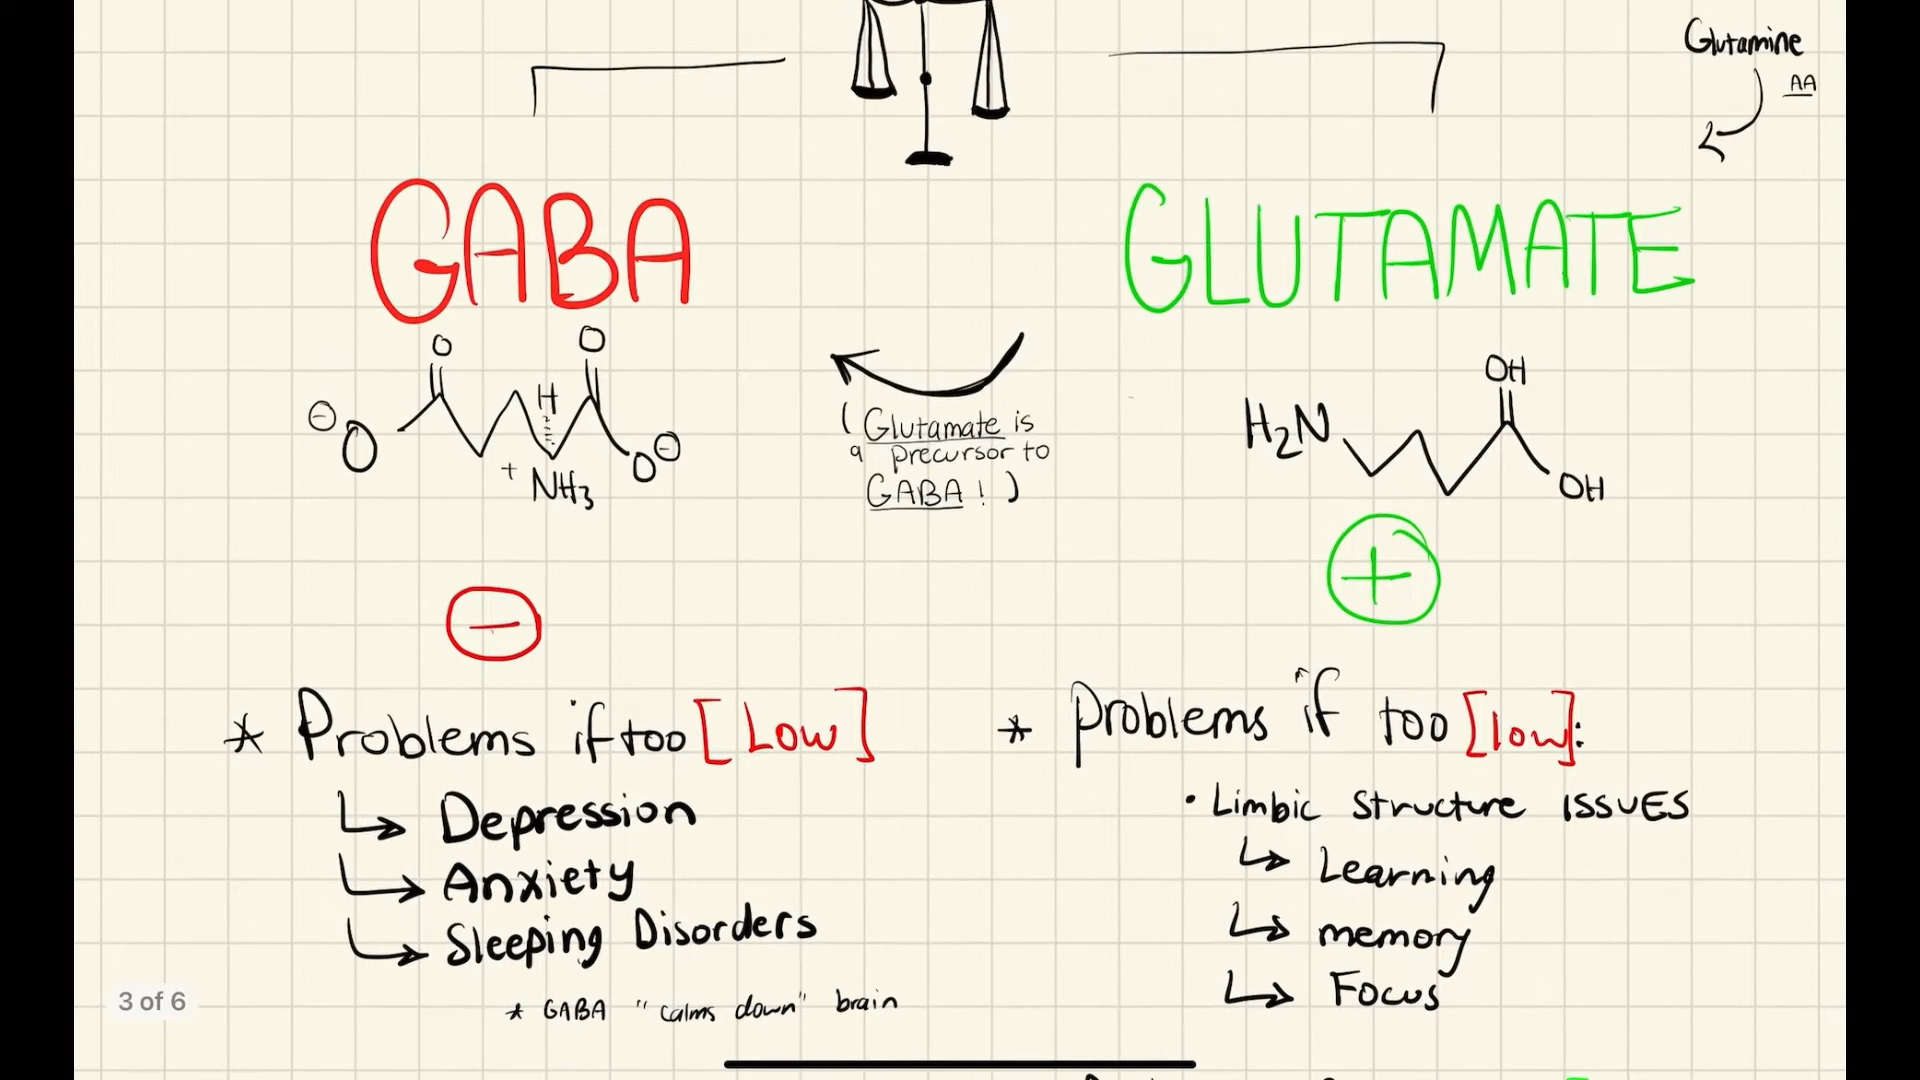 Glutamine
AA
GABA
GLUTAMATE
O
O
H
⊖
O
O
⊖
+
NH3
(Glutamate is
a precursor to
GABA!)
OH
H2N
OH
−
+
* Problems if too [Low]
Depression
Anxiety
Sleeping Disorders
* GABA "calms down" brain
* Problems if too [low]:
• Limbic Structure ISSUES
Learning
memory
Focus
3 of 6